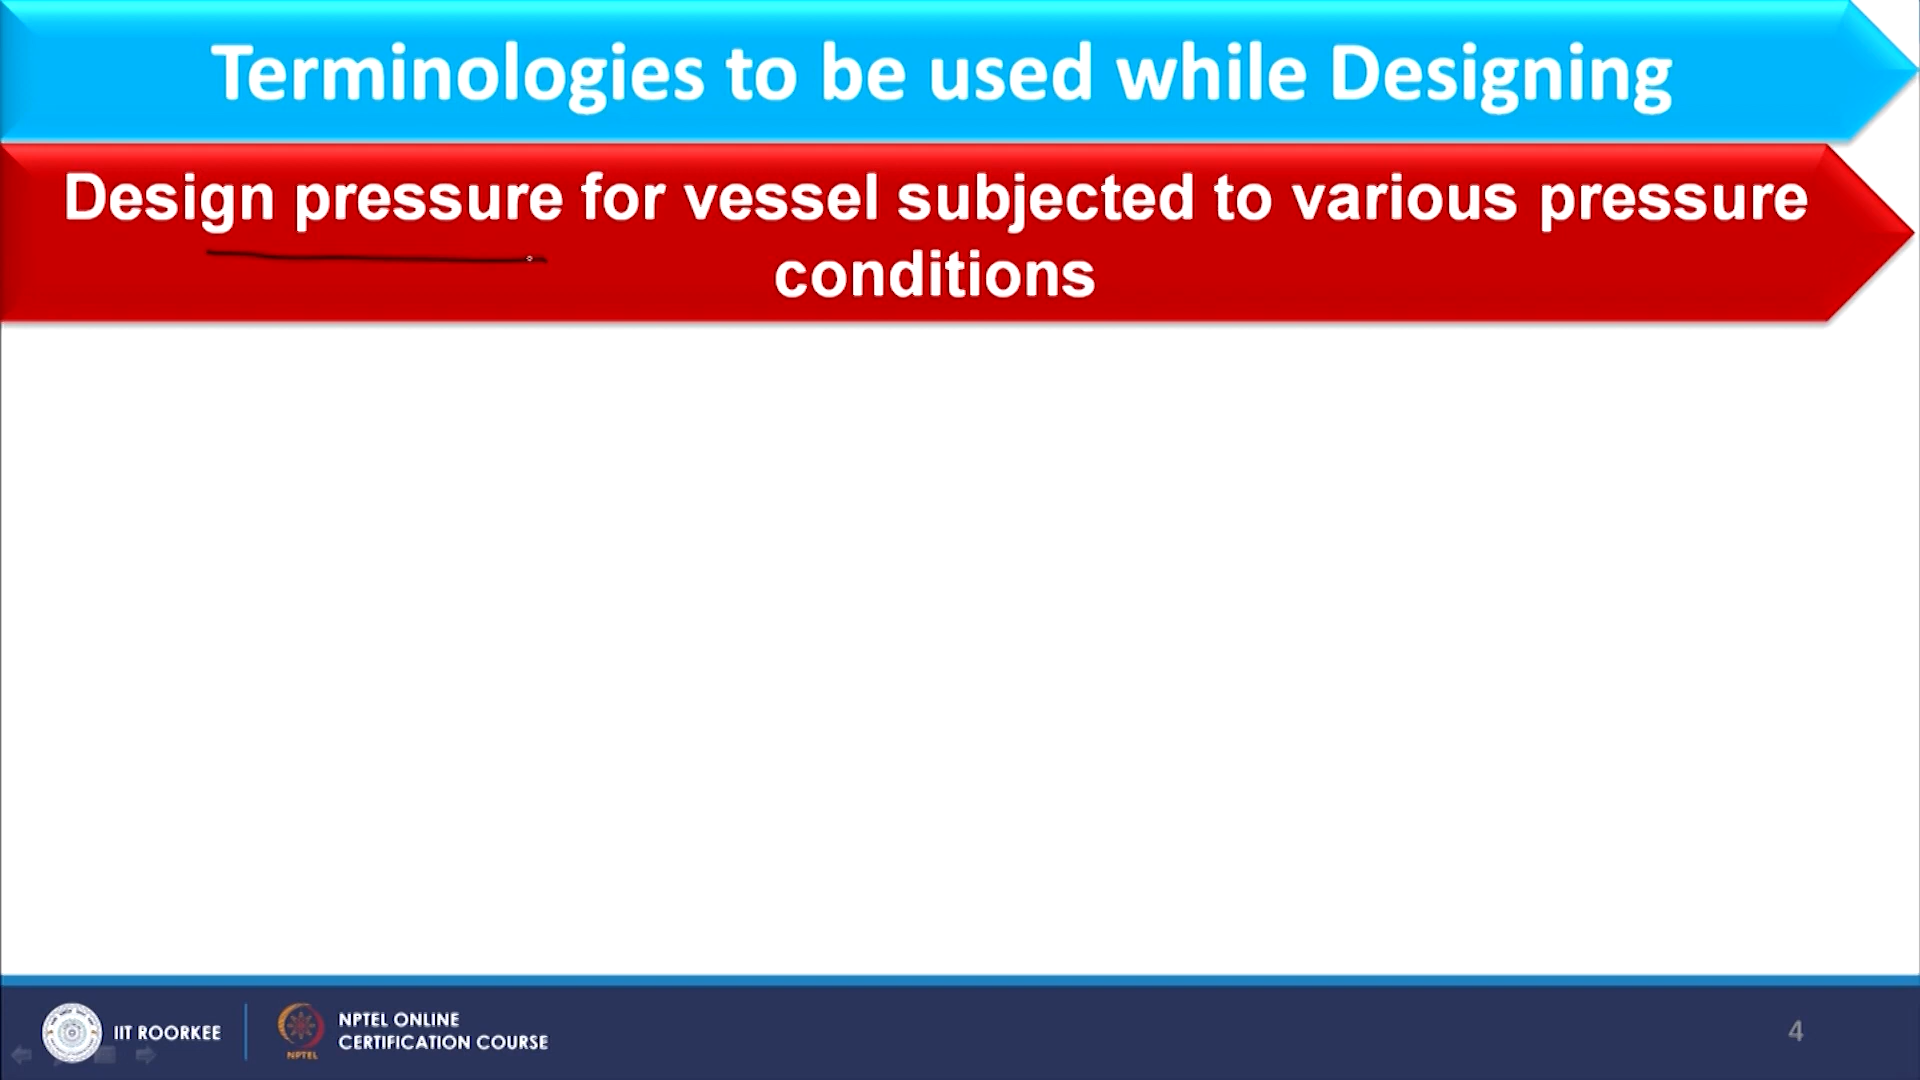 Terminologies to be used while Designing
Design pressure for vessel subjected to various pressure
conditions
IIT ROORKEE
NPTEL
NPTEL ONLINE
CERTIFICATION COURSE
4